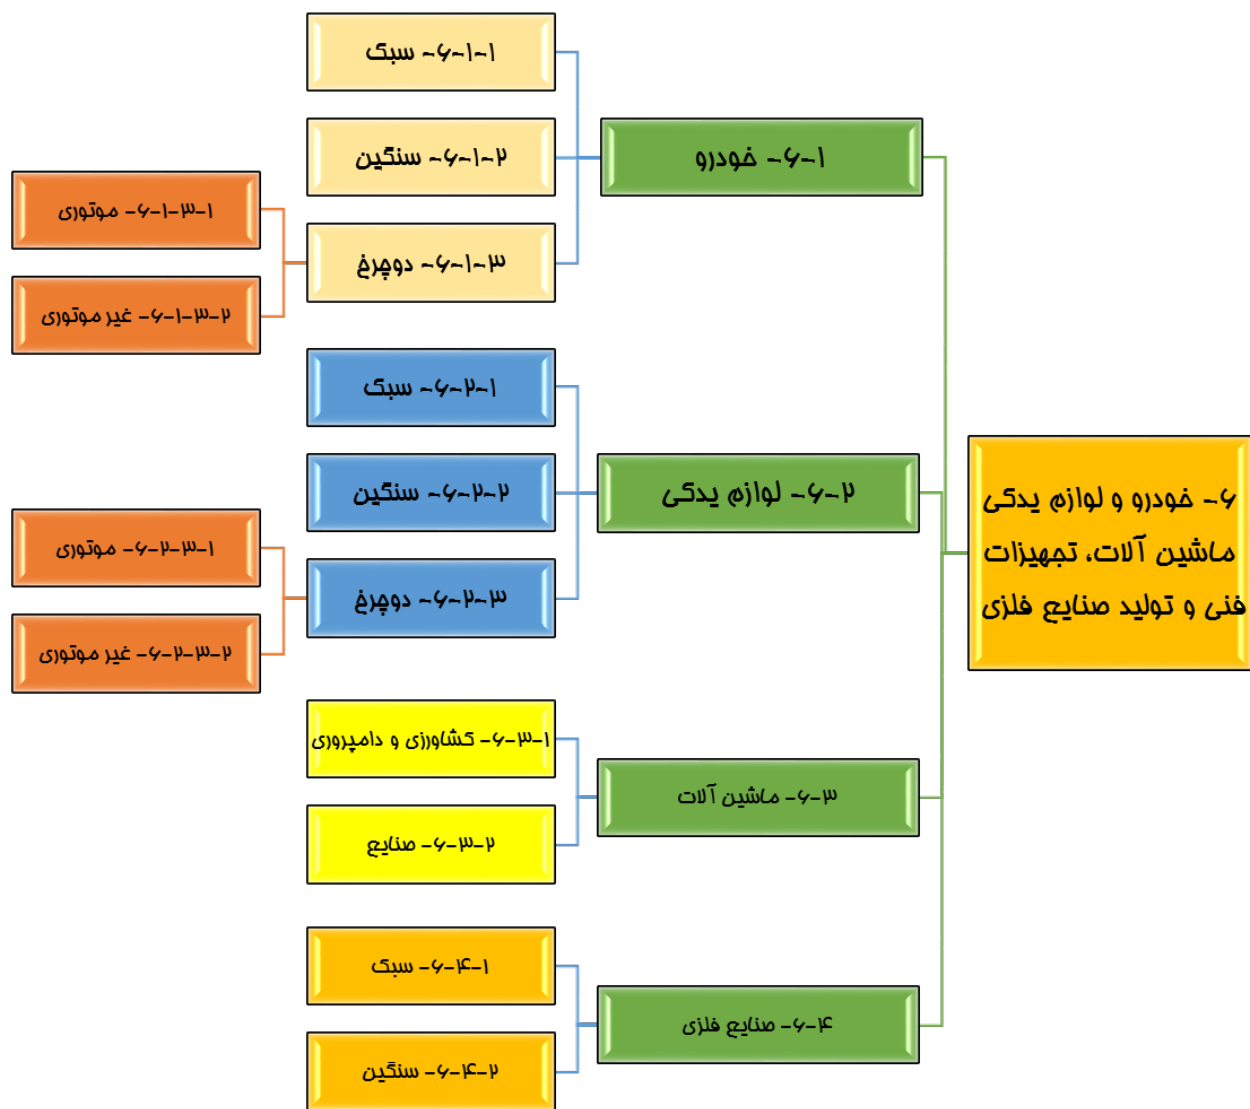 ۶- خودرو و لوازم یدکی
ماشین آلات، تجهیزات
فنی و تولید صنایع فلزی
۶-۱- خودرو
۶-۱-۱- سبک
۶-۱-۲- سنگین
۶-۱-۳- دوچرخ
۶-۱-۳-۱- موتوری
۶-۱-۳-۲- غیر موتوری
۶-۲- لوازم یدکی
۶-۲-۱- سبک
۶-۲-۲- سنگین
۶-۲-۳- دوچرخ
۶-۲-۳-۱- موتوری
۶-۲-۳-۲- غیر موتوری
۶-۳- ماشین آلات
۶-۳-۱- کشاورزی و دامپروری
۶-۳-۲- صنایع
۶-۴- صنایع فلزی
۶-۴-۱- سبک
۶-۴-۲- سنگین